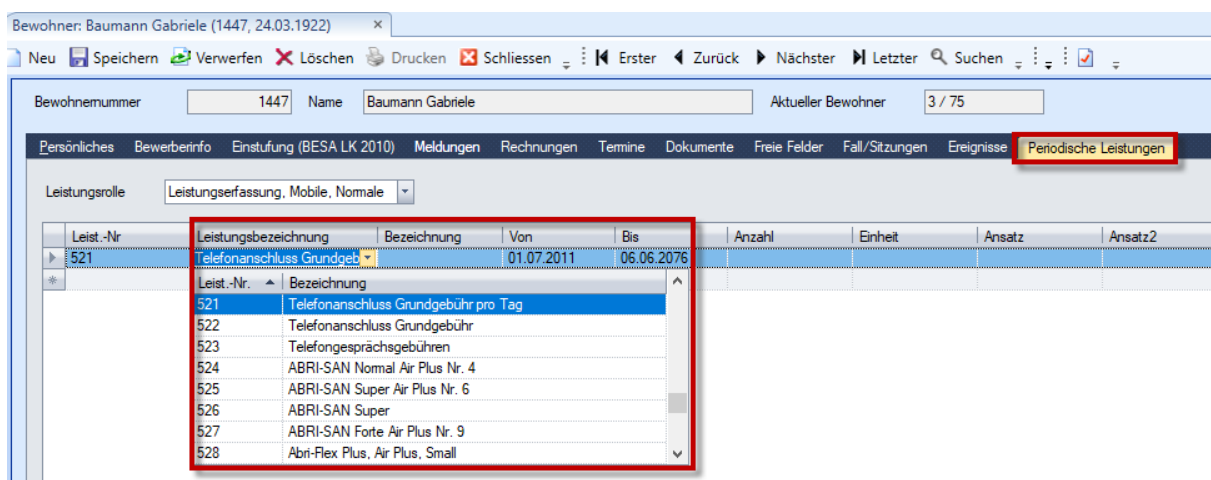 Bewohner: Baumann Gabriele (1447, 24.03.1922) ×
Neu Speichern Verwerfen Löschen Drucken Schliessen Erster Zurück Nächster Letzter Suchen
Bewohnernummer 1447 Name Baumann Gabriele Aktueller Bewohner 3 / 75
Persönliches Bewerberinfo Einstufung (BESA LK 2010) Meldungen Rechnungen Termine Dokumente Freie Felder Fall/Sitzungen Ereignisse Periodische Leistungen
Leistungsrolle Leistungserfassung, Mobile, Normale
Leist.-Nr Leistungsbezeichnung Bezeichnung Von Bis Anzahl Einheit Ansatz Ansatz2
521 Telefonanschluss Grundgeb 01.07.2011 06.06.2076
Leist.-Nr. Bezeichnung
521 Telefonanschluss Grundgebühr pro Tag
522 Telefonanschluss Grundgebühr
523 Telefongesprächsgebühren
524 ABRI-SAN Normal Air Plus Nr. 4
525 ABRI-SAN Super Air Plus Nr. 6
526 ABRI-SAN Super
527 ABRI-SAN Forte Air Plus Nr. 9
528 Abri-Flex Plus, Air Plus, Small